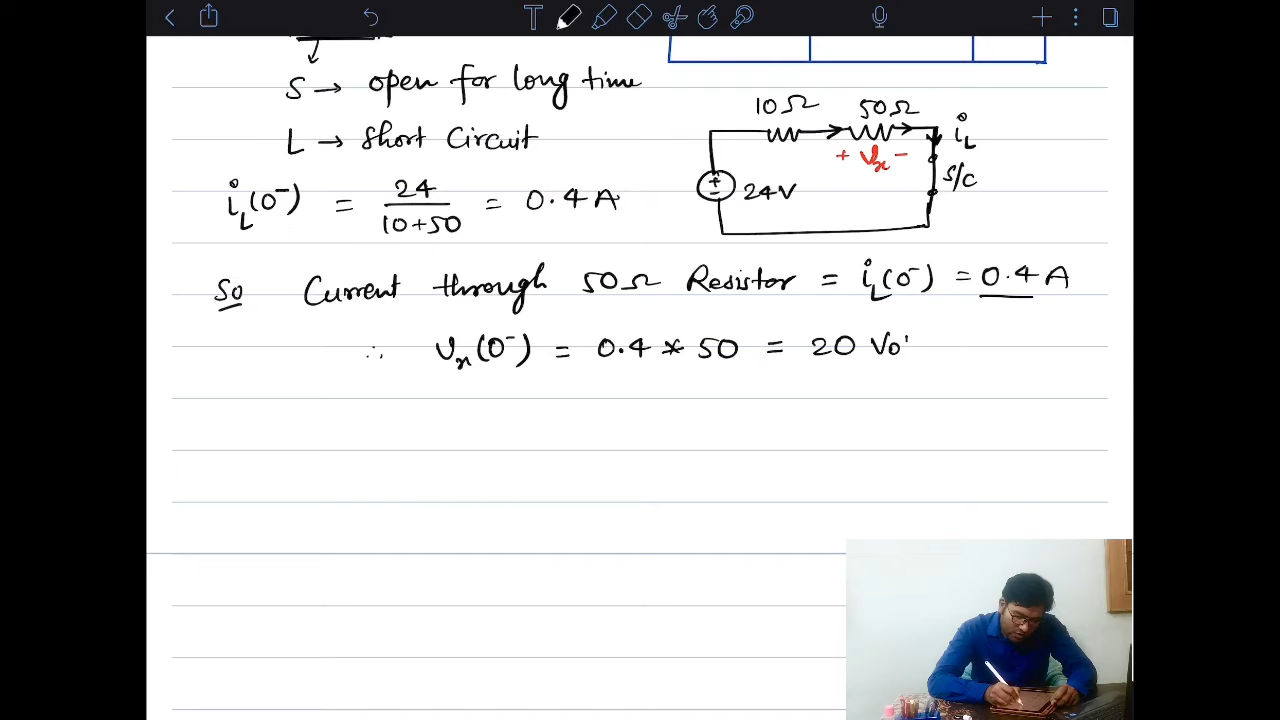 S → open for long time
L → Short Circuit
10Ω 50Ω
iL
+ Vx -
S/C
+
-
24V
iL(0-) = 24/(10+50) = 0.4 A
So Current through 50Ω Resistor = iL(0-) = 0.4 A
∴ Vx(0-) = 0.4 * 50 = 20 Vo